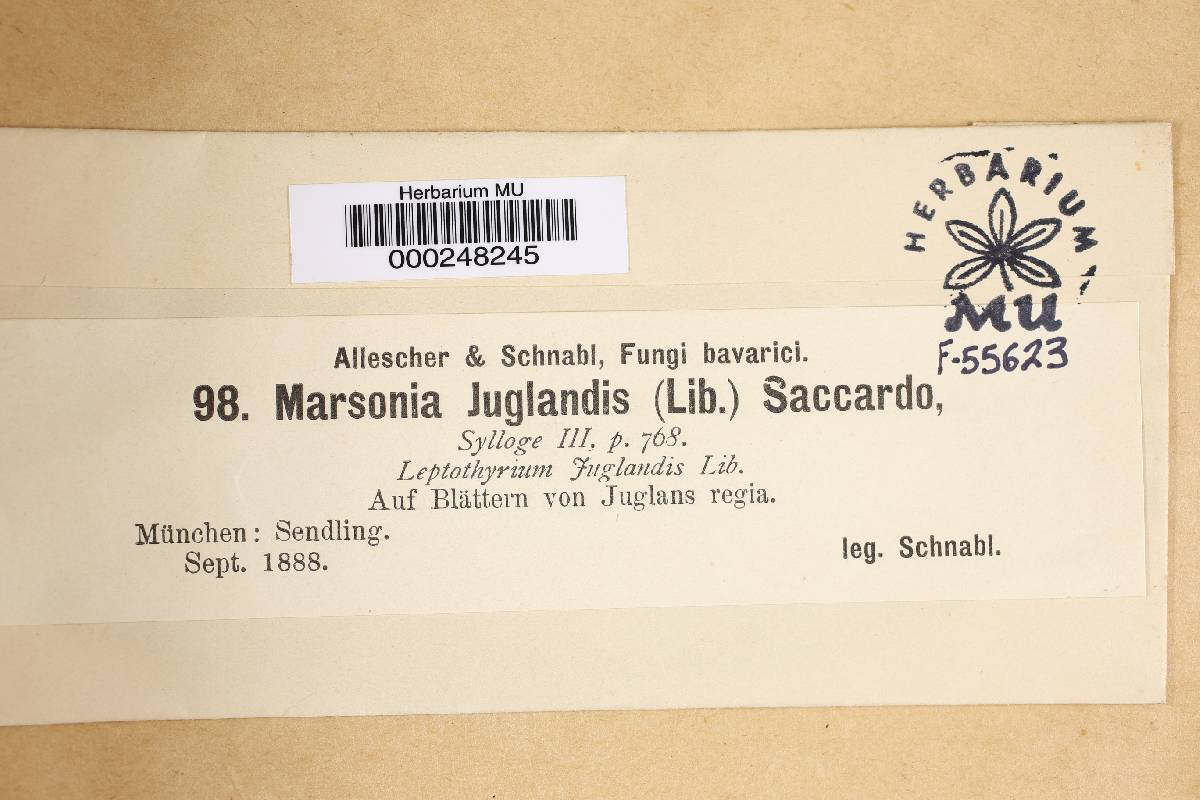 Herbarium MU
000248245
HERBARIUM
MU
F-55623
Allescher & Schnabl, Fungi bavarici.
98. Marsonia Juglandis (Lib.) Saccardo,
Sylloge III, p. 768.
Leptothyrium Juglandis Lib.
Auf Blättern von Juglans regia.
München: Sendling.
Sept. 1888.
leg. Schnabl.